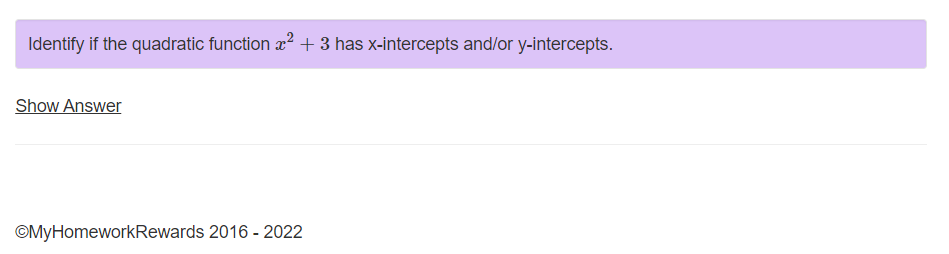 Identify if the quadratic function x² + 3 has x-intercepts and/or y-intercepts.
Show Answer
©MyHomeworkRewards 2016 - 2022